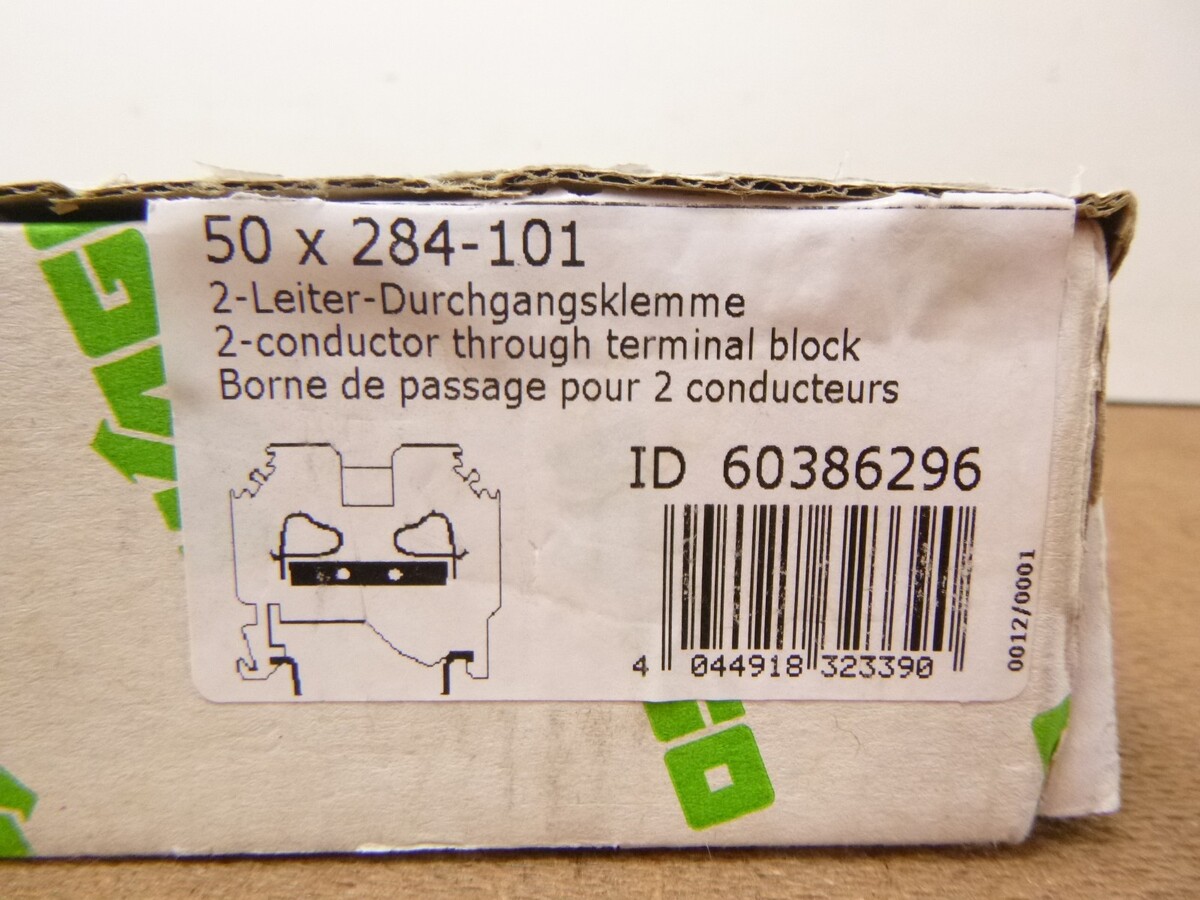 50 x 284-101
2-Leiter-Durchgangsklemme
2-conductor through terminal block
Borne de passage pour 2 conducteurs
ID 60386296
4 044918 323390
0012/0001